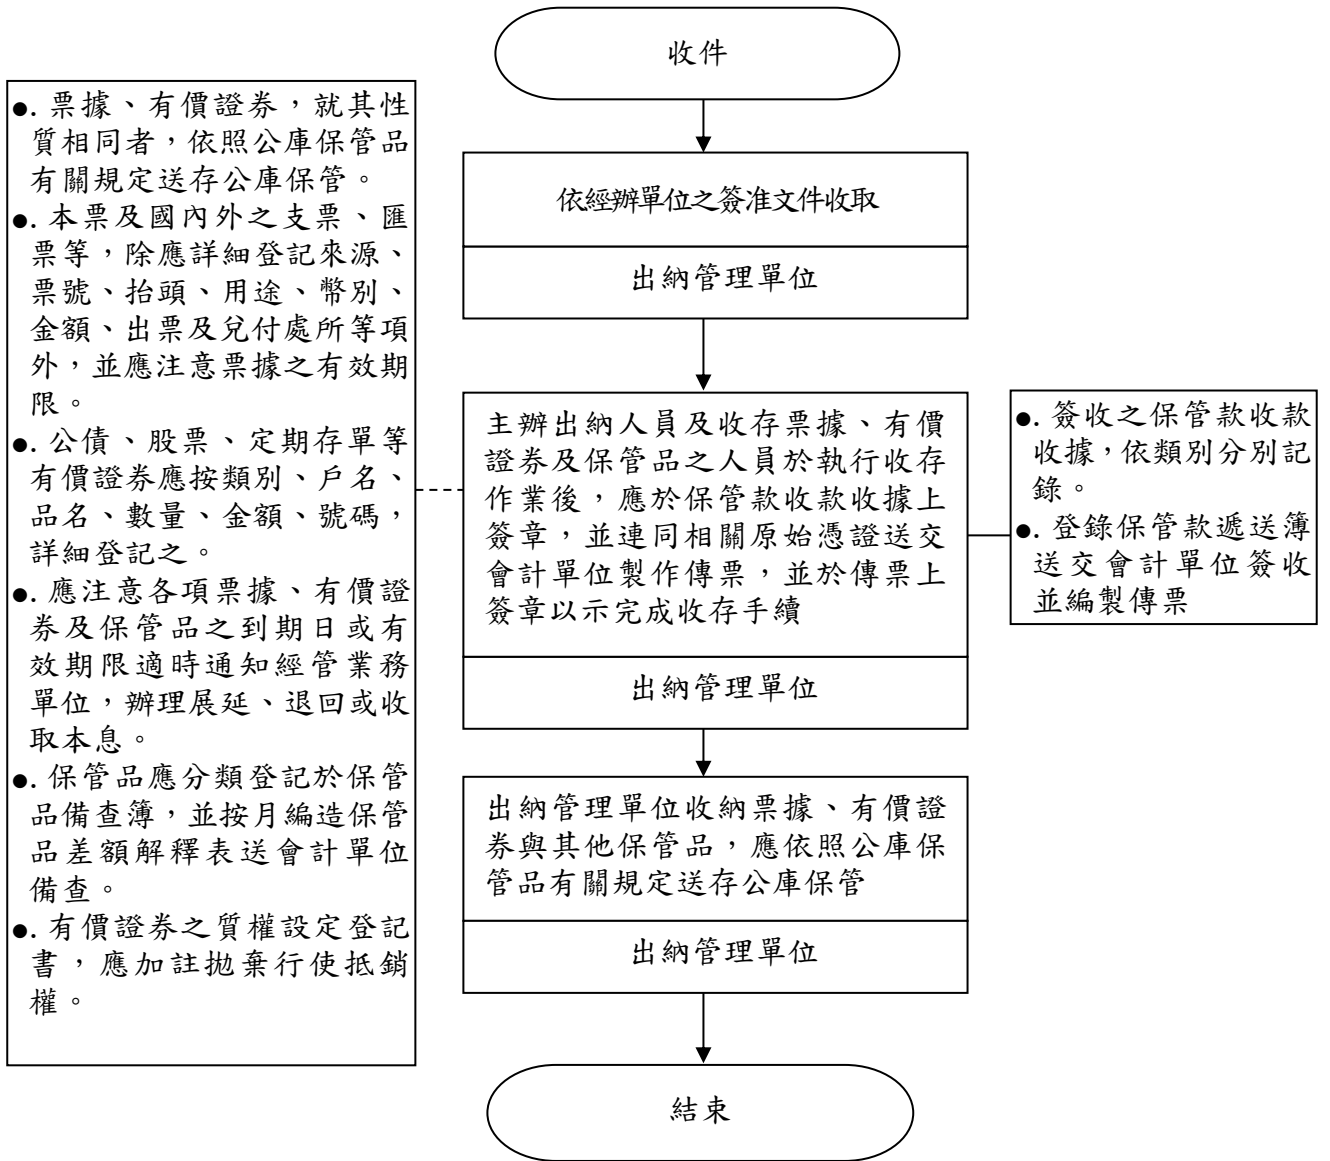 收件
●. 票據、有價證券，就其性
質相同者，依照公庫保管品
有關規定送存公庫保管。
●. 本票及國內外之支票、匯
票等，除應詳細登記來源、
票號、抬頭、用途、幣別、
金額、出票及兌付處所等項
外，並應注意票據之有效期
限。
●. 公債、股票、定期存單等
有價證券應按類別、戶名、
品名、數量、金額、號碼，
詳細登記之。
●. 應注意各項票據、有價證
券及保管品之到期日或有
效期限適時通知經管業務
單位，辦理展延、退回或收
取本息。
●. 保管品應分類登記於保管
品備查簿，並按月編造保管
品差額解釋表送會計單位
備查。
●. 有價證券之質權設定登記
書，應加註拋棄行使抵銷
權。
依經辦單位之簽准文件收取
出納管理單位
主辦出納人員及收存票據、有價
證券及保管品之人員於執行收存
作業後，應於保管款收款收據上
簽章，並連同相關原始憑證送交
會計單位製作傳票，並於傳票上
簽章以示完成收存手續
出納管理單位
●. 簽收之保管款收款
收據，依類別分別記
錄。
●. 登錄保管款遞送簿
送交會計單位簽收
並編製傳票
出納管理單位收納票據、有價證
券與其他保管品，應依照公庫保
管品有關規定送存公庫保管
出納管理單位
結束